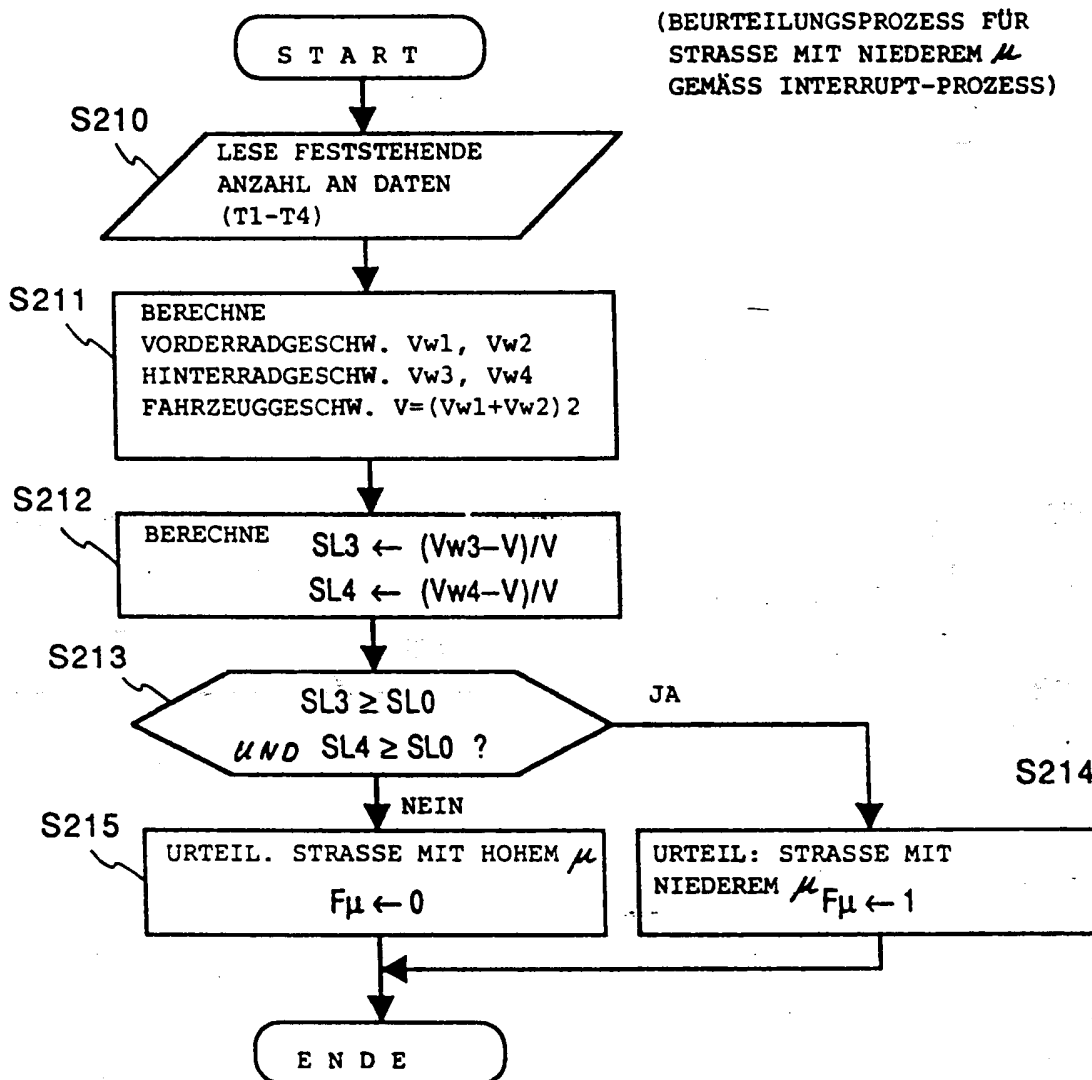 (BEURTEILUNGSPROZESS FÜR
STRASSE MIT NIEDEREM μ
GEMÄSS INTERRUPT-PROZESS)
START
S210
LESE FESTSTEHENDE
ANZAHL AN DATEN
(T1-T4)
S211
BERECHNE
VORDERRADGESCHW. Vw1, Vw2
HINTERRADGESCHW. Vw3, Vw4
FAHRZEUGGESCHW. V=(Vw1+Vw2)2
S212
BERECHNE SL3 ← (Vw3–V)/V
SL4 ← (Vw4–V)/V
S213
SL3 ≥ SL0
UND SL4 ≥ SL0 ?
JA
NEIN
S214
S215
URTEIL. STRASSE MIT HOHEM μ
Fμ ← 0
URTEIL: STRASSE MIT
NIEDEREM μ Fμ ← 1
ENDE